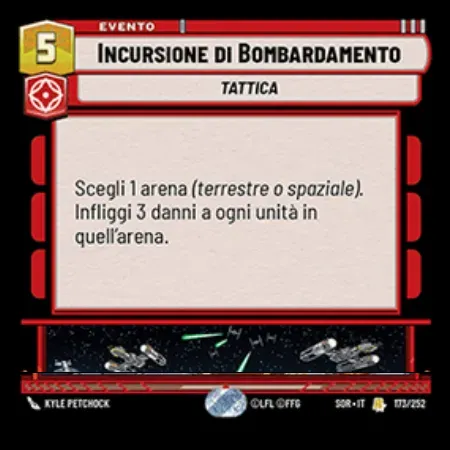 EVENTO
5
INCURSIONE DI BOMBARDAMENTO
TATTICA
Scegli 1 arena (terrestre o spaziale).
Infliggi 3 danni a ogni unità in
quell'arena.
KYLE PETCHOCK
©LFL ©FFG
SOR • IT
173/252